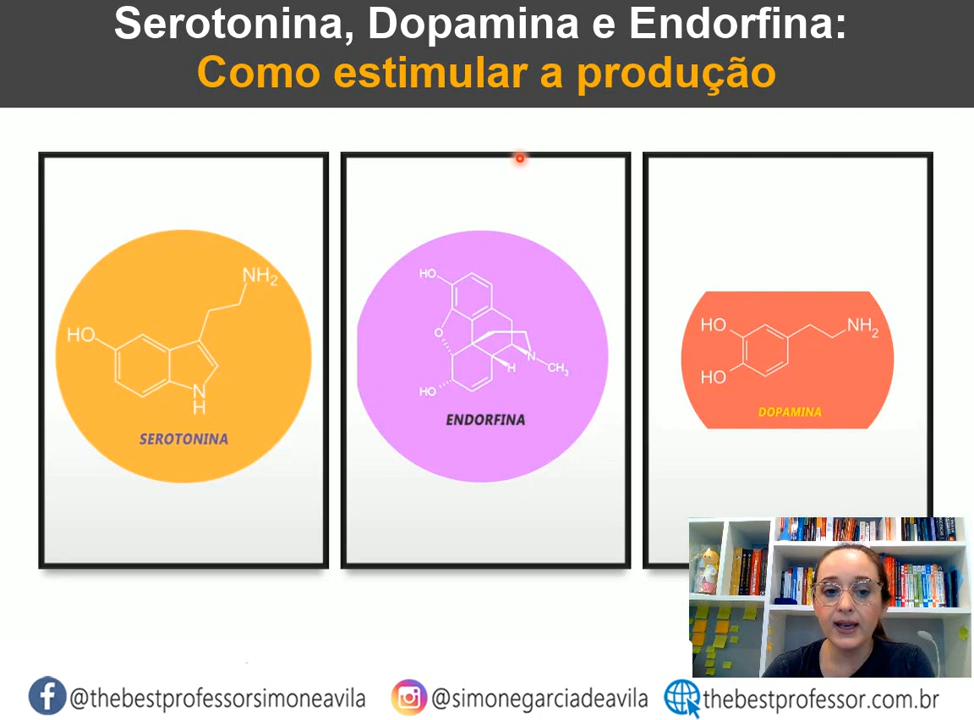 Serotonina, Dopamina e Endorfina:
Como estimular a produção
NH2
HO
N
H
SEROTONINA
HO
O
N
H
CH3
HO
ENDORFINA
HO
NH2
HO
DOPAMINA
@thebestprofessorsimoneavila
@simonegarciadeavila
thebestprofessor.com.br